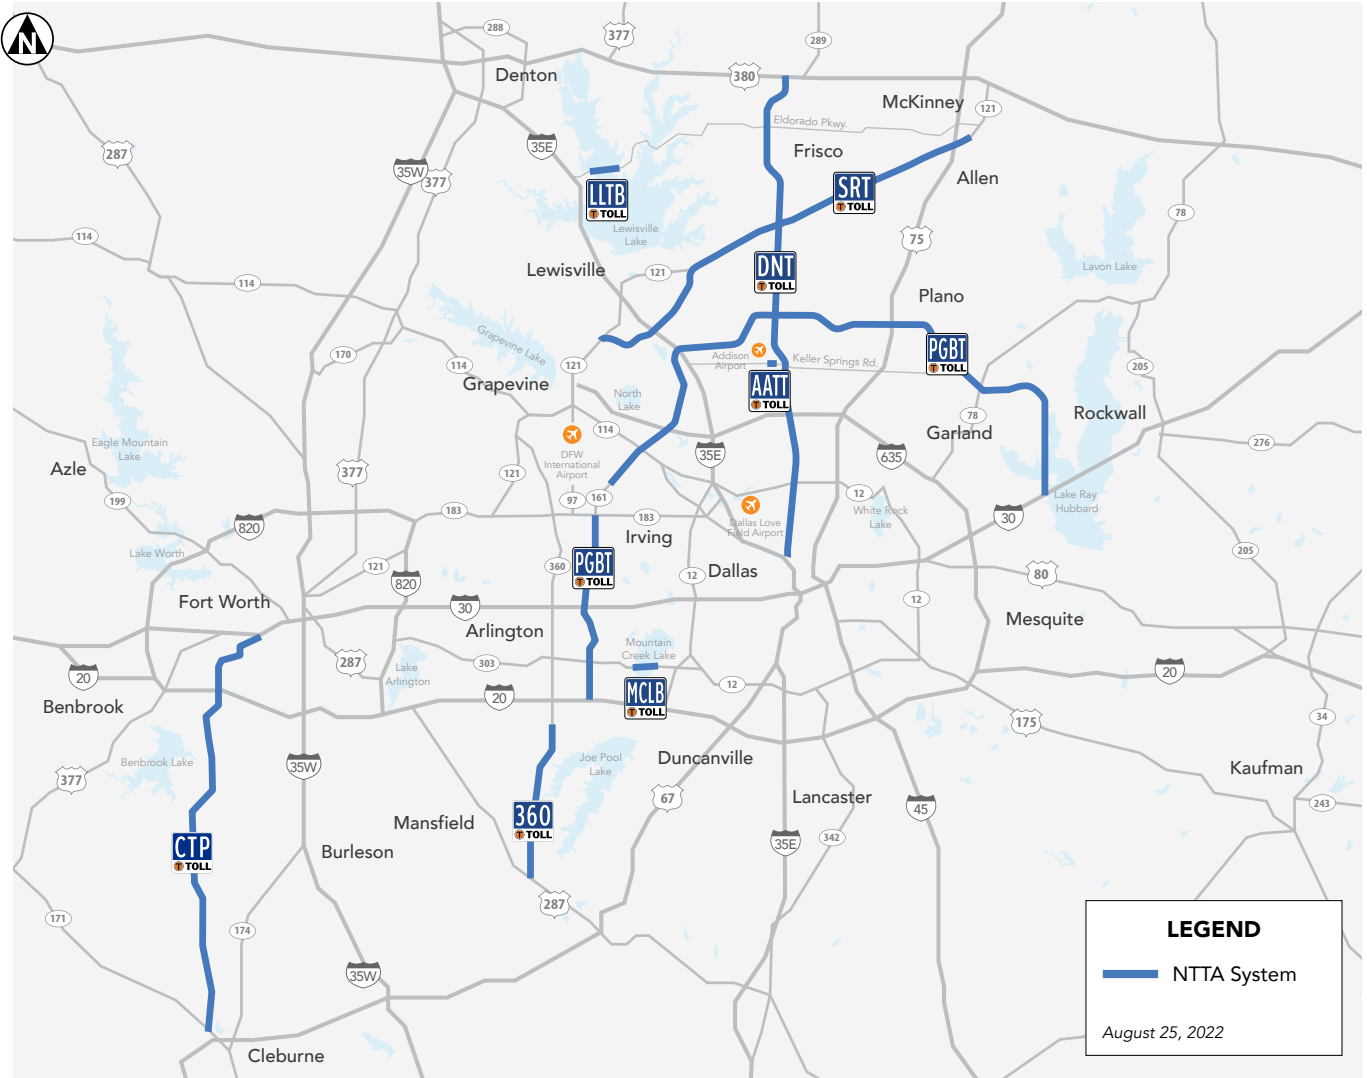 N
288
377
289
Denton
380
McKinney
121
Eldorado Pkwy.
35E
Frisco
287
35W
377
Allen
SRT
TOLL
LLTB
TOLL
78
114
Lewisville
Lake
75
Lewisville
121
DNT
TOLL
Lavon Lake
114
Plano
Grapevine Lake
170
114
121
Addison
Airport
Keller Springs Rd.
PGBT
TOLL
205
Grapevine
North
Lake
AATT
TOLL
78
Rockwall
114
Garland
DFW
International
Airport
Eagle Mountain
Lake
276
35E
635
Azle
377
121
199
97
161
12
Lake Ray
Hubbard
183
183
White Rock
Lake
30
820
Dallas Love
Field Airport
Irving
Lake Worth
205
121
360
PGBT
TOLL
12
Dallas
80
820
Fort Worth
30
12
Mesquite
Arlington
Mountain
Creek Lake
287
303
Lake
Arlington
20
20
12
20
MCLB
TOLL
Benbrook
34
175
Benbrook Lake
35W
Joe Pool
Lake
Duncanville
Kaufman
377
67
Lancaster
45
243
360
TOLL
Mansfield
342
35E
CTP
TOLL
Burleson
287
171
174
35W
Cleburne
LEGEND
NTTA System
August 25, 2022